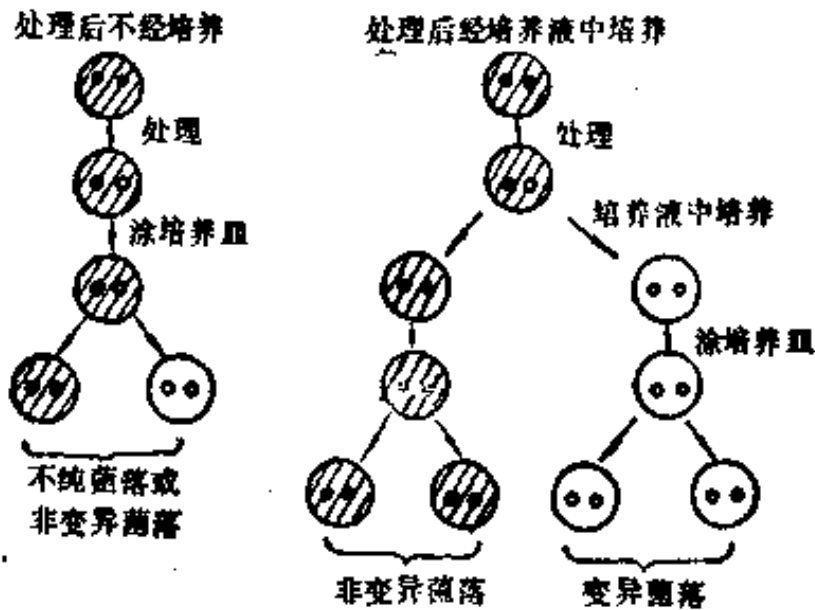 处理后不经培养
处理
涂培养皿
不纯菌落或
非变异菌落
处理后经培养液中培养
处理
培养液中培养
涂培养皿
非变异菌落
变异菌落